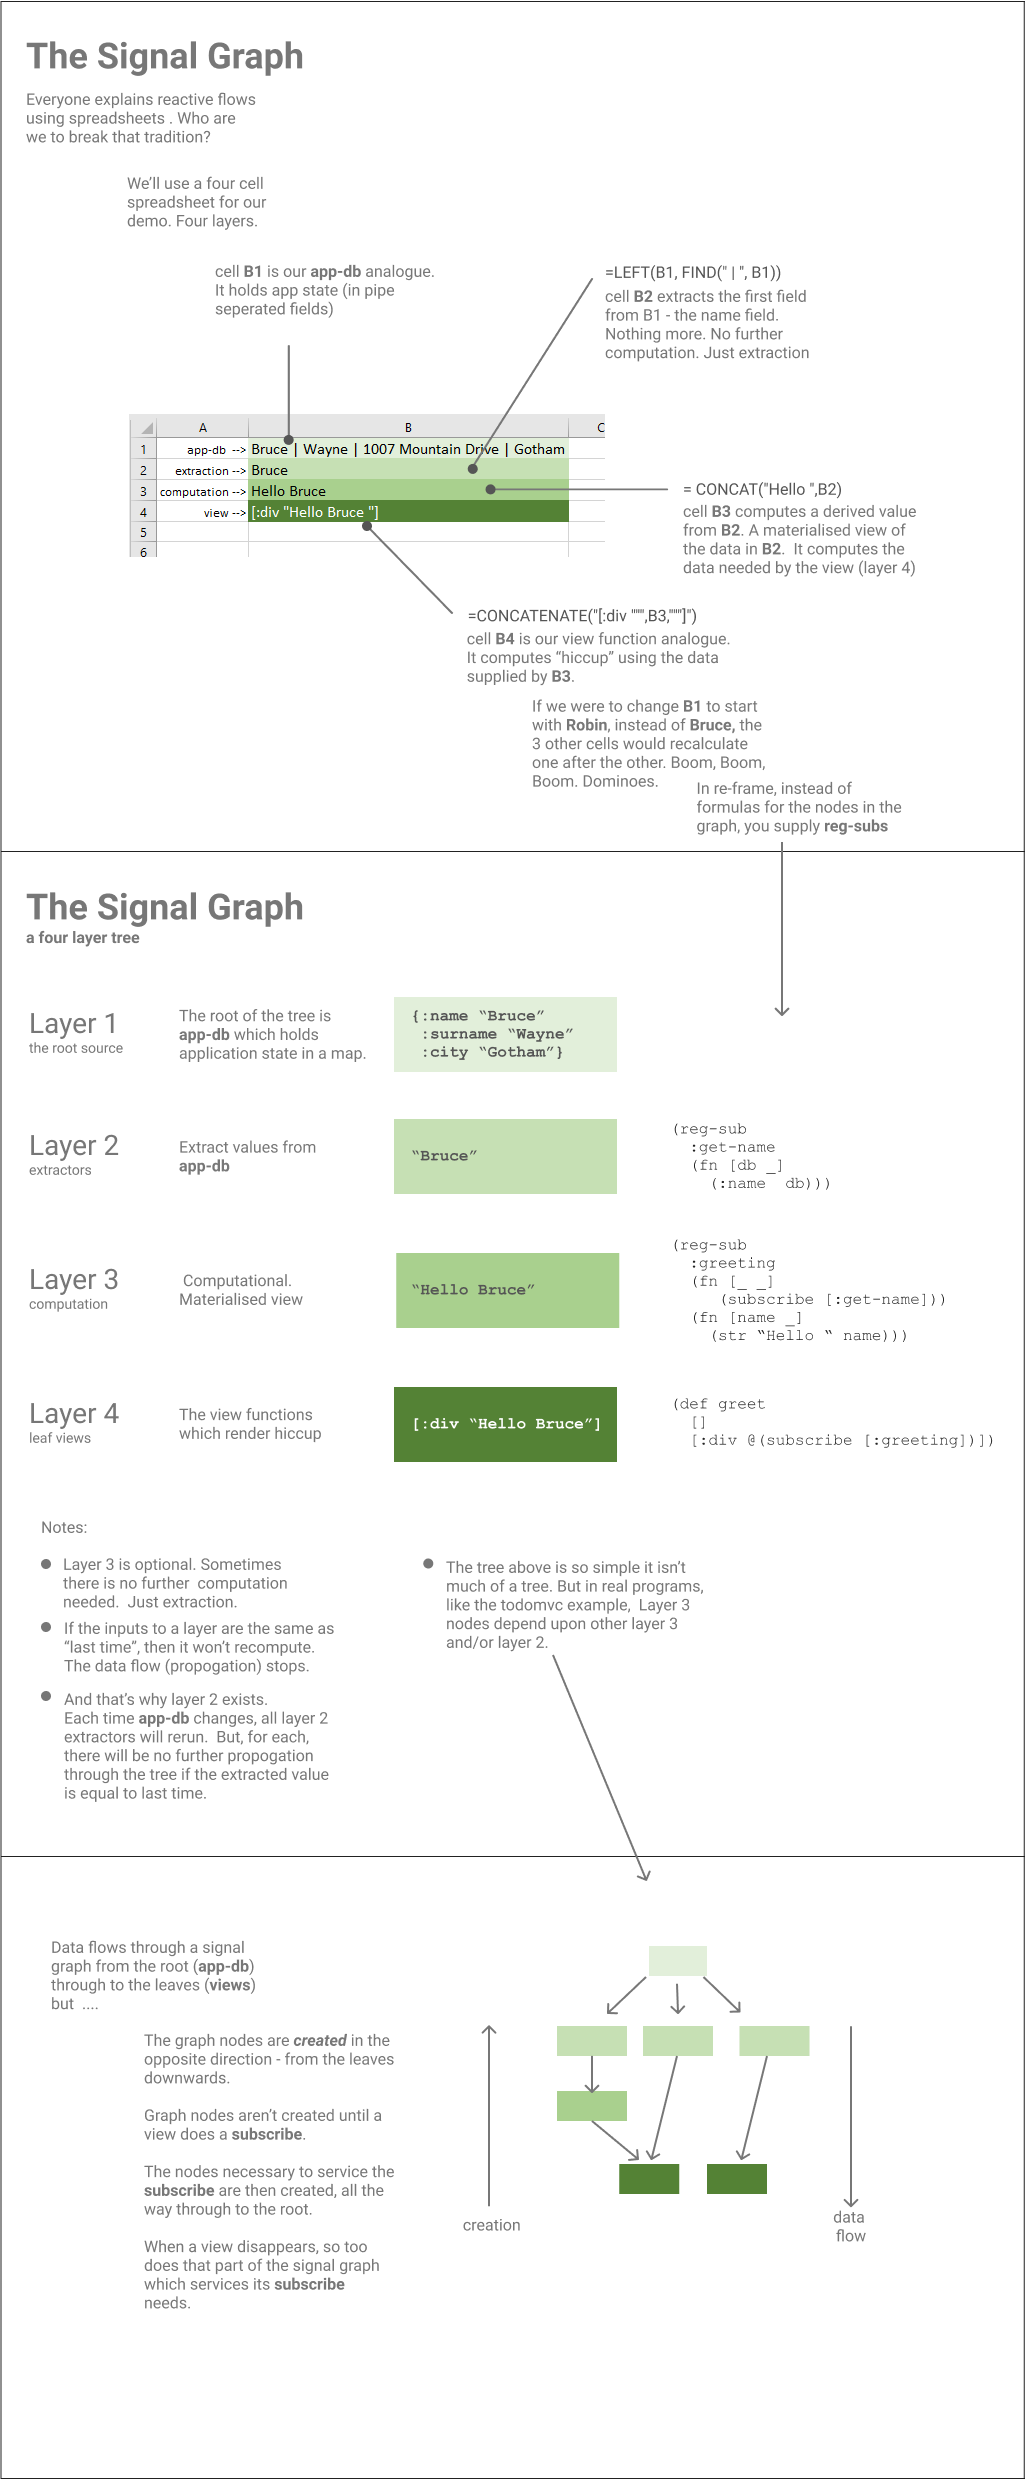 The Signal Graph
Everyone explains reactive flows
using spreadsheets . Who are
we to break that tradition?
We'll use a four cell
spreadsheet for our
demo. Four layers.
cell B1 is our app-db analogue.
It holds app state (in pipe
seperated fields)
=LEFT(B1, FIND(" | ", B1))
cell B2 extracts the first field
from B1 - the name field.
Nothing more. No further
computation. Just extraction
A B C
1 app-db --> Bruce | Wayne | 1007 Mountain Drive | Gotham
2 extraction --> Bruce
3 computation --> Hello Bruce
4 view --> [:div "Hello Bruce "]
5
6
= CONCAT("Hello ",B2)
cell B3 computes a derived value
from B2. A materialised view of
the data in B2.  It computes the
data needed by the view (layer 4)
=CONCATENATE("[:div """,B3,"""]")
cell B4 is our view function analogue.
It computes “hiccup” using the data
supplied by B3.
If we were to change B1 to start
with Robin, instead of Bruce, the
3 other cells would recalculate
one after the other. Boom, Boom,
Boom. Dominoes.
In re-frame, instead of
formulas for the nodes in the
graph, you supply reg-subs
The Signal Graph
a four layer tree
Layer 1
the root source
The root of the tree is
app-db which holds
application state in a map.
{:name “Bruce”
:surname “Wayne”
:city “Gotham”}
Layer 2
extractors
Extract values from
app-db
“Bruce”
(reg-sub
:get-name
(fn [db _]
(:name  db)))
Layer 3
computation
Computational.
Materialised view
“Hello Bruce”
(reg-sub
:greeting
(fn [_ _]
(subscribe [:get-name]))
(fn [name _]
(str “Hello “ name)))
Layer 4
leaf views
The view functions
which render hiccup
[:div “Hello Bruce”]
(def greet
[]
[:div @(subscribe [:greeting])])
Notes:
Layer 3 is optional. Sometimes
there is no further  computation
needed.  Just extraction.
If the inputs to a layer are the same as
“last time”, then it won't recompute.
The data flow (propogation) stops.
And that's why layer 2 exists.
Each time app-db changes, all layer 2
extractors will rerun.  But, for each,
there will be no further propogation
through the tree if the extracted value
is equal to last time.
The tree above is so simple it isn't
much of a tree. But in real programs,
like the todomvc example,  Layer 3
nodes depend upon other layer 3
and/or layer 2.
Data flows through a signal
graph from the root (app-db)
through to the leaves (views)
but  ....
The graph nodes are created in the
opposite direction - from the leaves
downwards.
Graph nodes aren't created until a
view does a subscribe.
The nodes necessary to service the
subscribe are then created, all the
way through to the root.
When a view disappears, so too
does that part of the signal graph
which services its subscribe
needs.
creation
data
flow